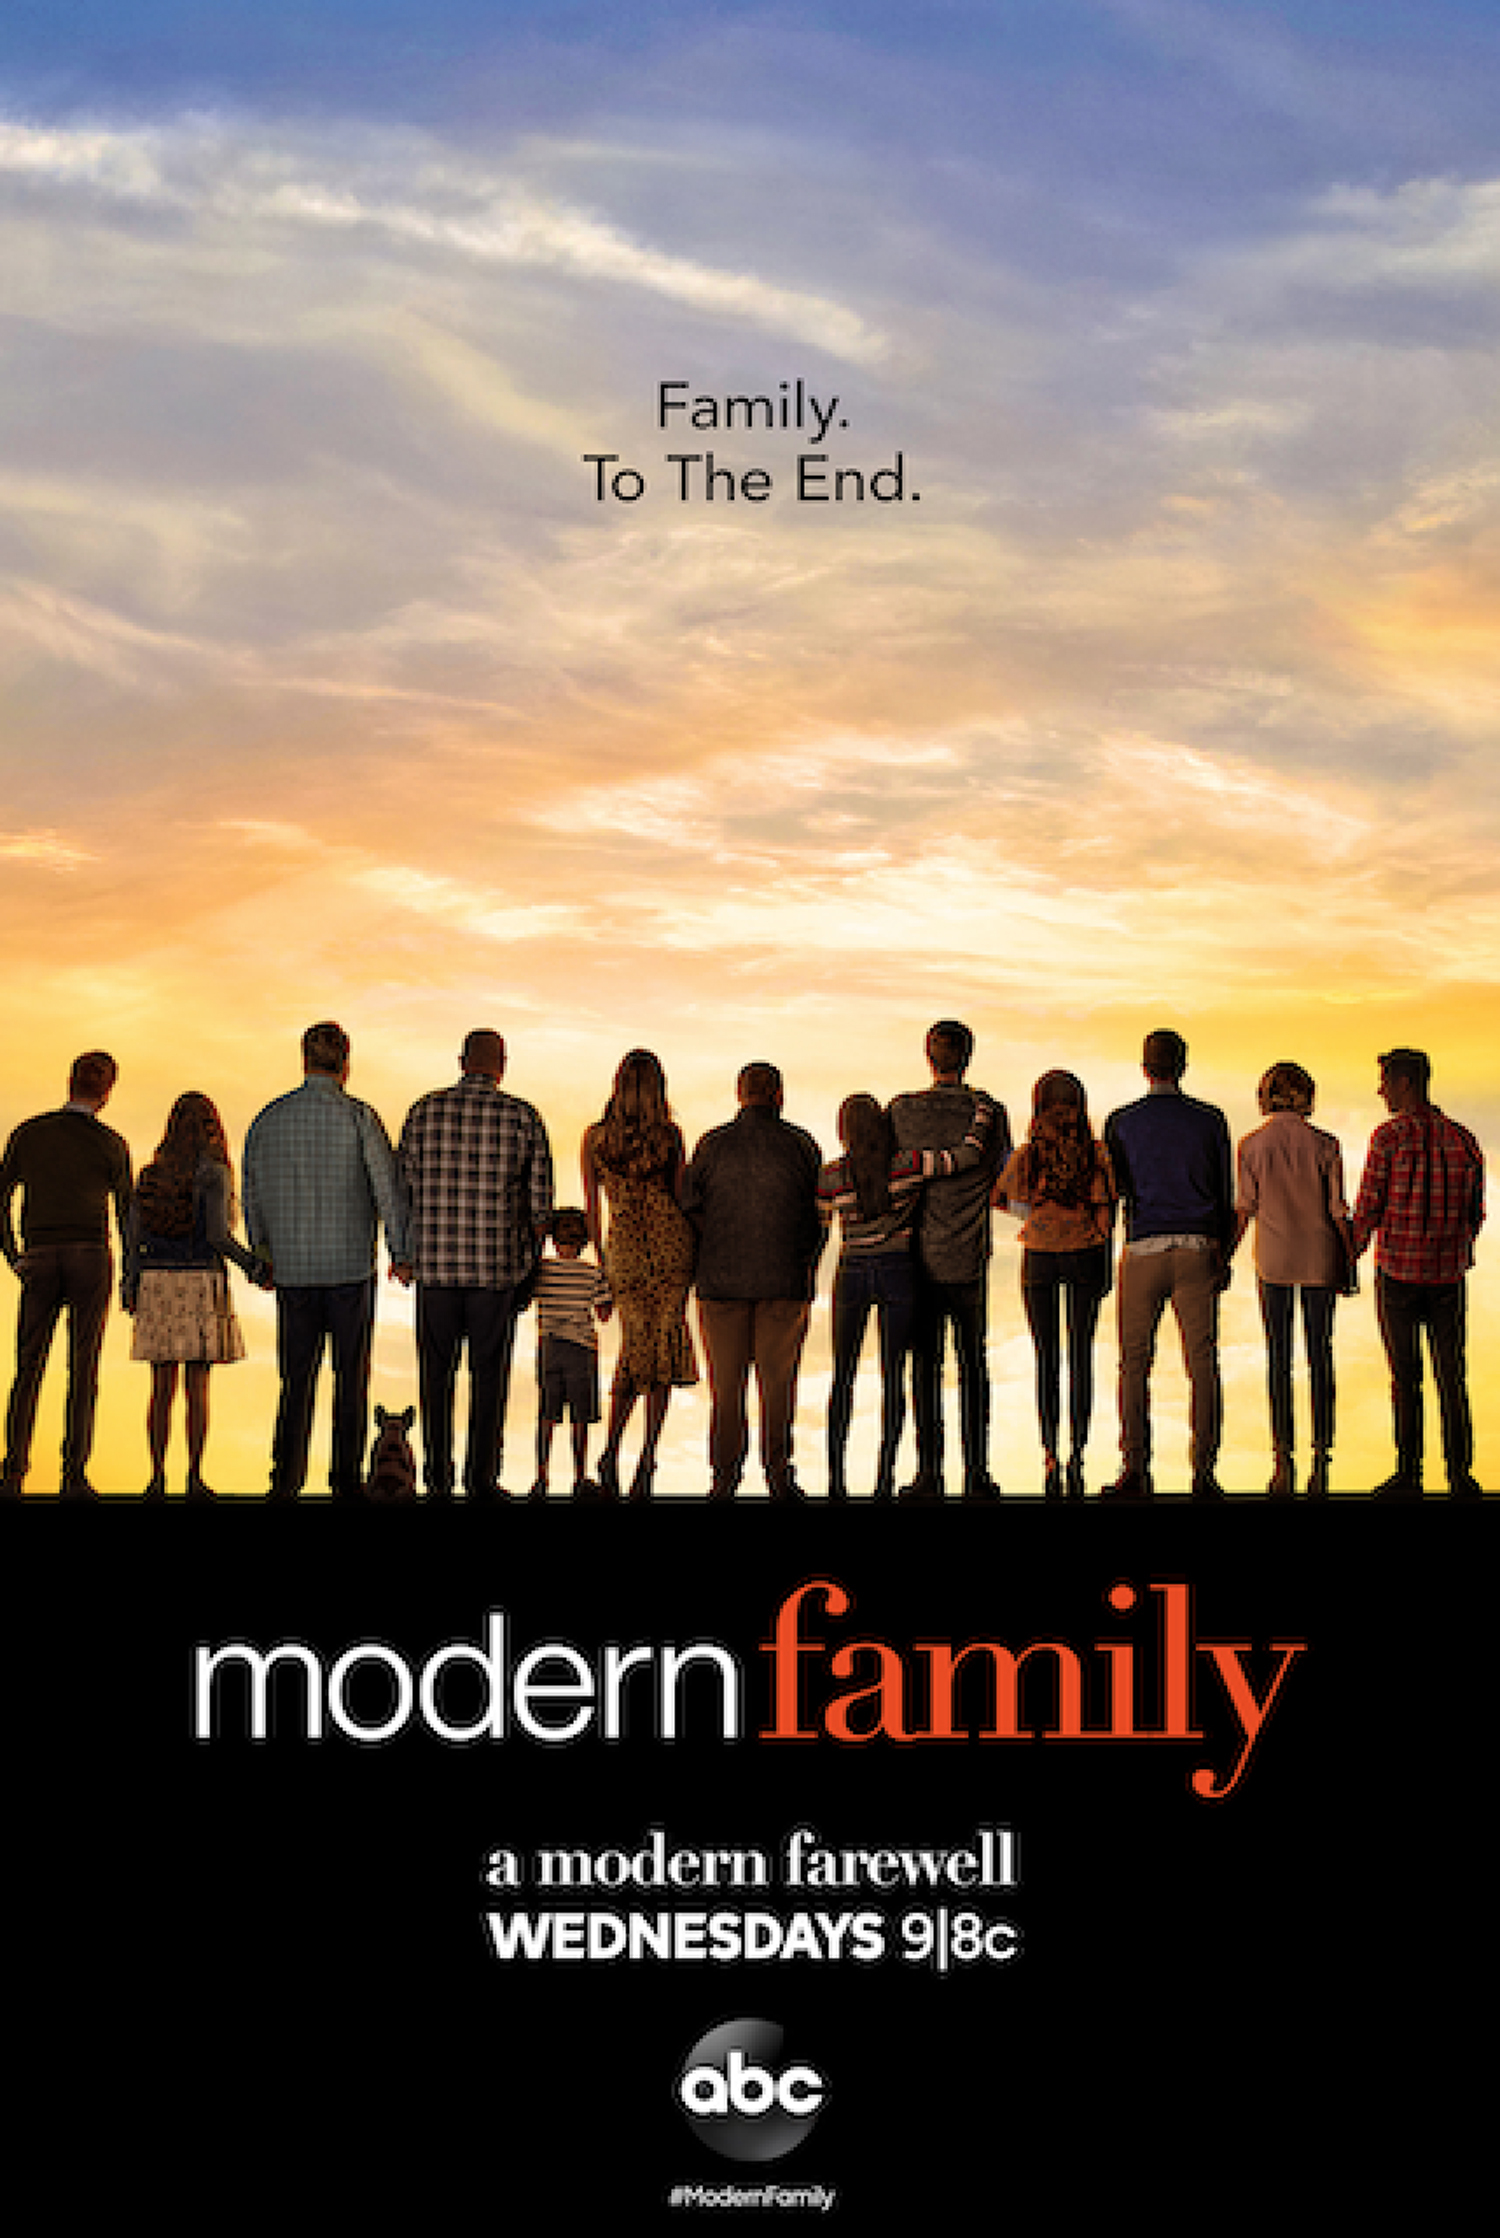 Family.
To The End.
modern family
a modern farewell
WEDNESDAYS 9|8c
abc
#ModernFamily